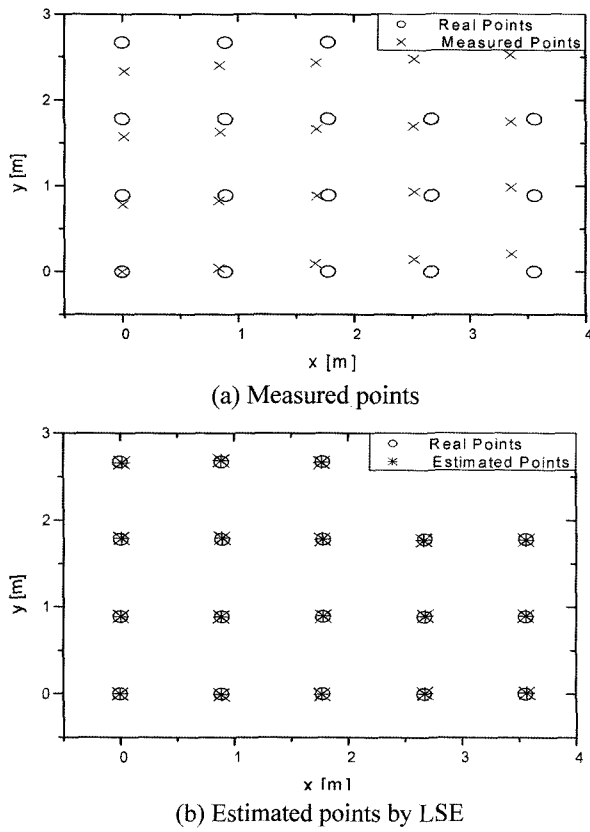 3
Real Points
Measured Points
2
y [m]
1
0
0
1
2
3
4
x [m]
(a) Measured points
3
Real Points
Estimated Points
2
y [m]
1
0
0
1
2
3
4
x [m]
(b) Estimated points by LSE